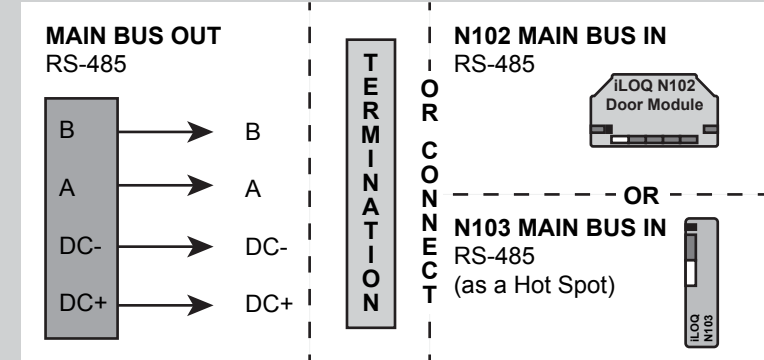 MAIN BUS OUT
RS-485
B
B
A
A
DC-
DC-
DC+
DC+
TERMINATION
OR CONNECT
N102 MAIN BUS IN
RS-485
iLOQ N102
Door Module
OR
N103 MAIN BUS IN
RS-485
(as a Hot Spot)
iLOQ
N103